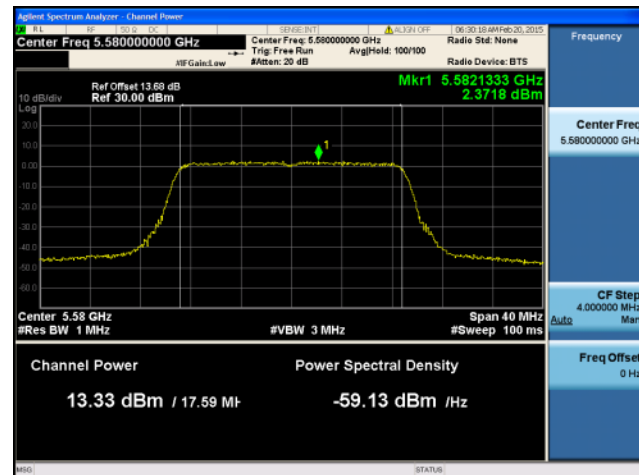 Agilent Spectrum Analyzer - Channel Power
RL RF 50 Ω DC SENSE:INT ALIGN OFF 06:30:18 AM Feb 20, 2015
Center Freq 5.580000000 GHz
Center Freq: 5.580000000 GHz Radio Std: None
Trig: Free Run Avg|Hold: 100/100
#IFGain:Low #Atten: 20 dB Radio Device: BTS
Ref Offset 13.68 dB
10 dB/div Ref 30.00 dBm
Mkr1 5.5821333 GHz
2.3718 dBm
Log
20.0
10.0
1
0.00
-10.0
-20.0
-30.0
-40.0
-50.0
-60.0
Center 5.58 GHz Span 40 MHz
#Res BW 1 MHz #VBW 3 MHz #Sweep 100 ms
Channel Power Power Spectral Density
13.33 dBm / 17.59 MH -59.13 dBm /Hz
MSG STATUS
Frequency
Center Freq
5.580000000 GHz
CF Step
4.000000 MHz
Auto Man
Freq Offset
0 Hz